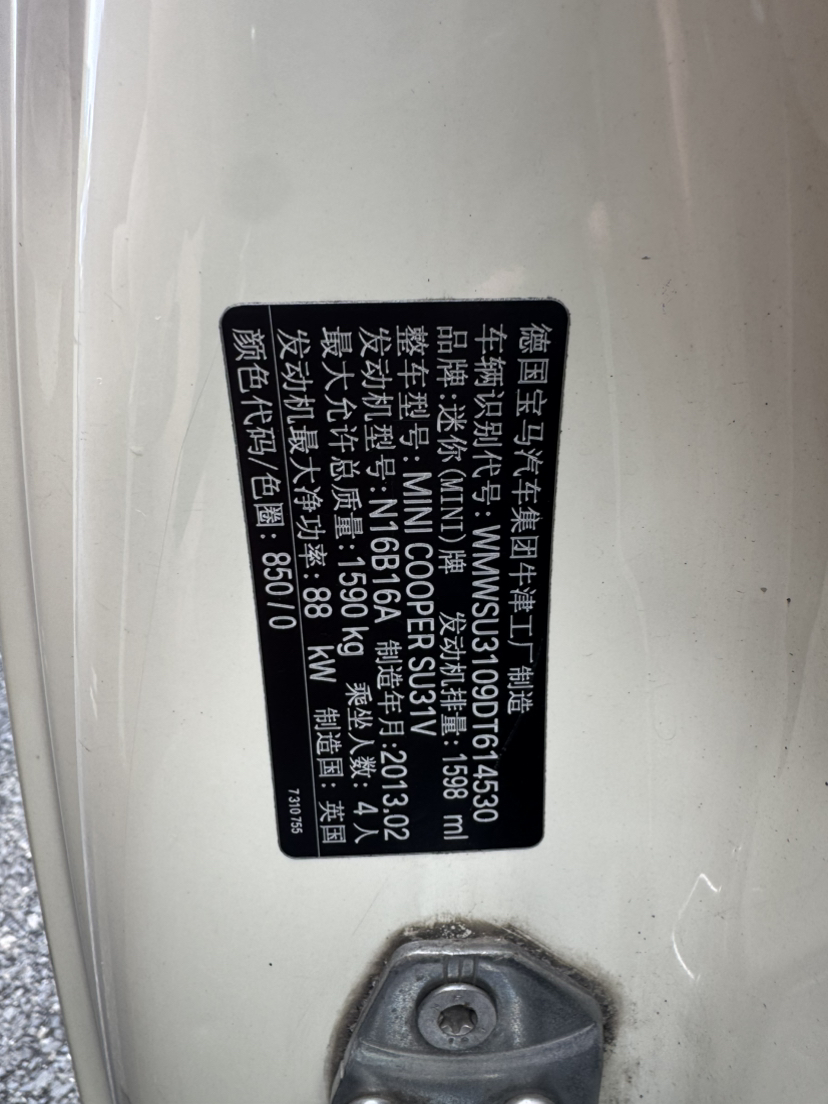 德国宝马汽车集团牛津工厂制造
车辆识别代号: WMWSU3109DT614530
品牌:迷你(MINI)牌 发动机排量: 1598 ml
整车型号: MINI COOPER SU31V
发动机型号: N16B16A 制造年月:2013.02
最大允许总质量: 1590 kg 乘坐人数: 4人
发动机最大净功率: 88 kW 制造国: 英国
颜色代码/色圈: 850/0 7310755